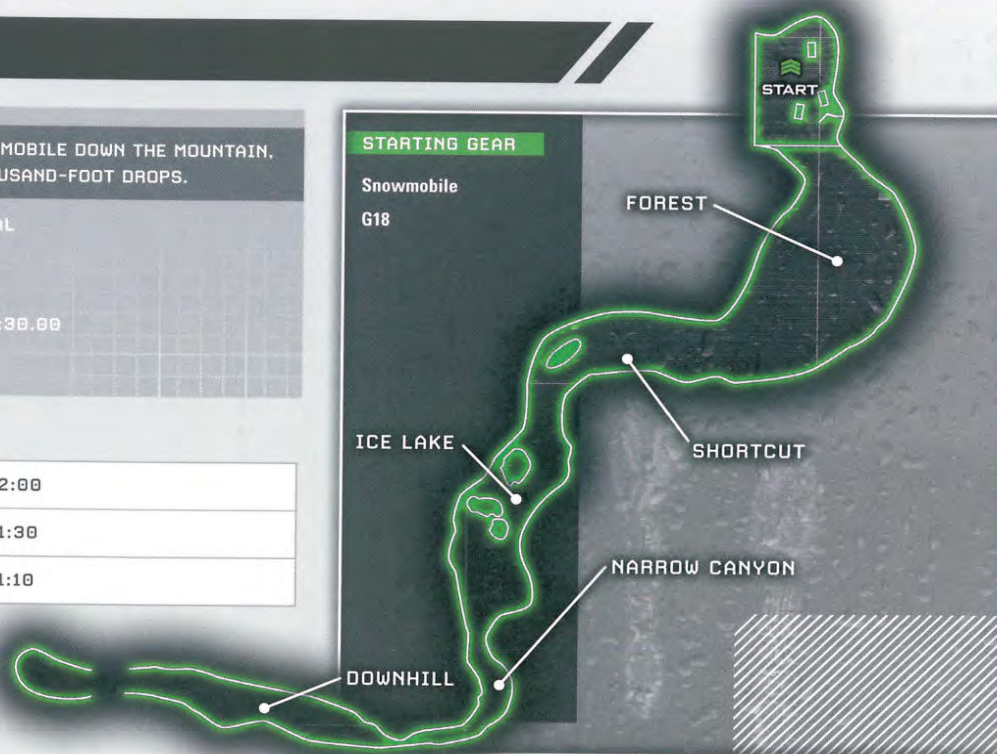 MOBILE DOWN THE MOUNTAIN,
USAND-FOOT DROPS.
AL
:30.00
2:00
1:30
1:10
STARTING GEAR
Snowmobile
G18
START
FOREST
SHORTCUT
ICE LAKE
NARROW CANYON
DOWNHILL